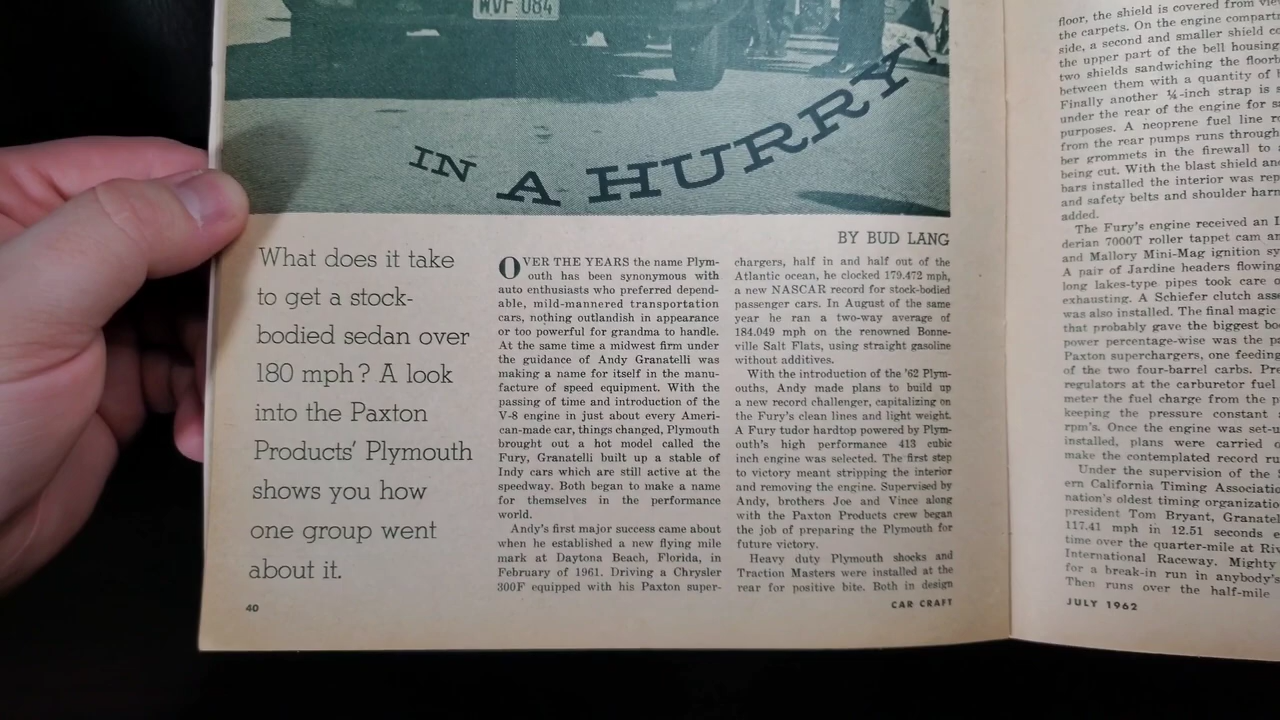 WVF 084
IN A HURRY!
BY BUD LANG
What does it take
to get a stock-
bodied sedan over
180 mph? A look
into the Paxton
Products' Plymouth
shows you how
one group went
about it.
OVER THE YEARS the name Plym-
outh has been synonymous with
auto enthusiasts who preferred depend-
able, mild-mannered transportation
cars, nothing outlandish in appearance
or too powerful for grandma to handle.
At the same time a midwest firm under
the guidance of Andy Granatelli was
making a name for itself in the manu-
facture of speed equipment. With the
passing of time and introduction of the
V-8 engine in just about every Ameri-
can-made car, things changed, Plymouth
brought out a hot model called the
Fury, Granatelli built up a stable of
Indy cars which are still active at the
speedway. Both began to make a name
for themselves in the performance
world.
Andy's first major success came about
when he established a new flying mile
mark at Daytona Beach, Florida, in
February of 1961. Driving a Chrysler
300F equipped with his Paxton super-
chargers, half in and half out of the
Atlantic ocean, he clocked 179.472 mph,
a new NASCAR record for stock-bodied
passenger cars. In August of the same
year he ran a two-way average of
184.049 mph on the renowned Bonne-
ville Salt Flats, using straight gasoline
without additives.
With the introduction of the '62 Plym-
ouths, Andy made plans to build up
a new record challenger, capitalizing on
the Fury's clean lines and light weight.
A Fury tudor hardtop powered by Plym-
outh's high performance 413 cubic
inch engine was selected. The first step
to victory meant stripping the interior
and removing the engine. Supervised by
Andy, brothers Joe and Vince along
with the Paxton Products crew began
the job of preparing the Plymouth for
future victory.
Heavy duty Plymouth shocks and
Traction Masters were installed at the
rear for positive bite. Both in design
40
CAR CRAFT
floor, the shield is covered from
the carpets. On the engine
side, a second and smaller shield
the upper part of the bell housing
two shields sandwiching the
between them with a quantity of
Finally another ¼-inch strap is
under the rear of the engine for
purposes. A neoprene fuel line
from the rear pumps runs through
ber grommets in the firewall to
being cut. With the blast shield and
bars installed the interior was
and safety belts and shoulder
added.
The Fury's engine received an
derian 7000T roller tappet cam
and Mallory Mini-Mag ignition
A pair of Jardine headers flowing
long lakes-type pipes took care
exhausting. A Schiefer clutch
was also installed. The final magic
that probably gave the biggest
power percentage-wise was the
Paxton superchargers, one feeding
of the two four-barrel carbs.
regulators at the carburetor fuel
meter the fuel charge from the
keeping the pressure constant
rpm's. Once the engine was set-
installed, plans were carried
make the contemplated record
Under the supervision of the
ern California Timing
nation's oldest timing
president Tom Bryant,
117.41 mph in 12.51 seconds
time over the quarter-mile at
International Raceway. Mighty
for a break-in run in anybody's
Then runs over the half-mile
JULY 1962